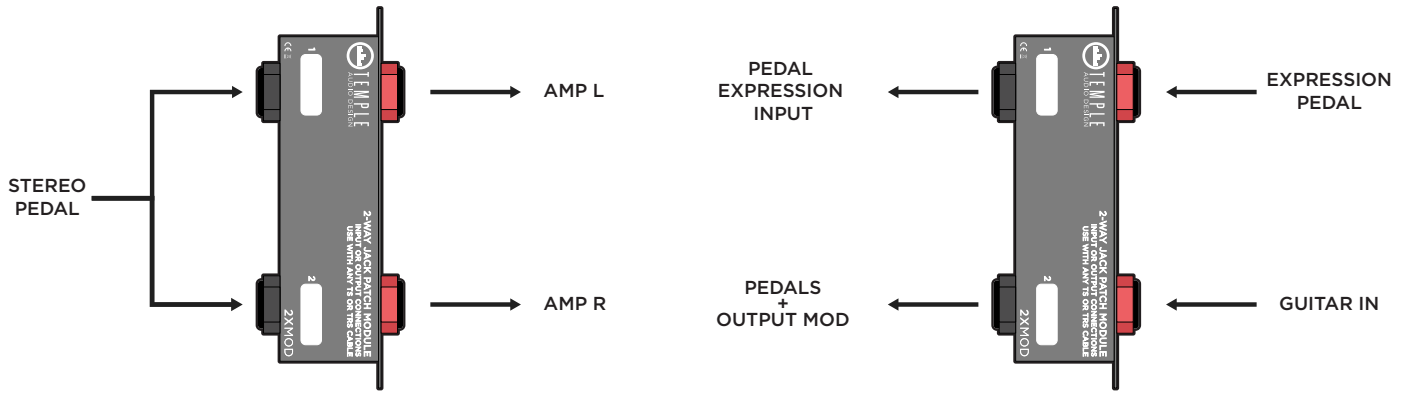 STEREO
PEDAL
AMP L
AMP R
1
CE
TEMPLE
AUDIO DESIGN
2-WAY JACK PATCH MODULE
INPUT OR OUTPUT CONNECTIONS
USE WITH ANY TS OR TRS CABLE
2
2XMOD
PEDAL
EXPRESSION
INPUT
PEDALS
+
OUTPUT MOD
1
CE
TEMPLE
AUDIO DESIGN
2-WAY JACK PATCH MODULE
INPUT OR OUTPUT CONNECTIONS
USE WITH ANY TS OR TRS CABLE
2
2XMOD
EXPRESSION
PEDAL
GUITAR IN